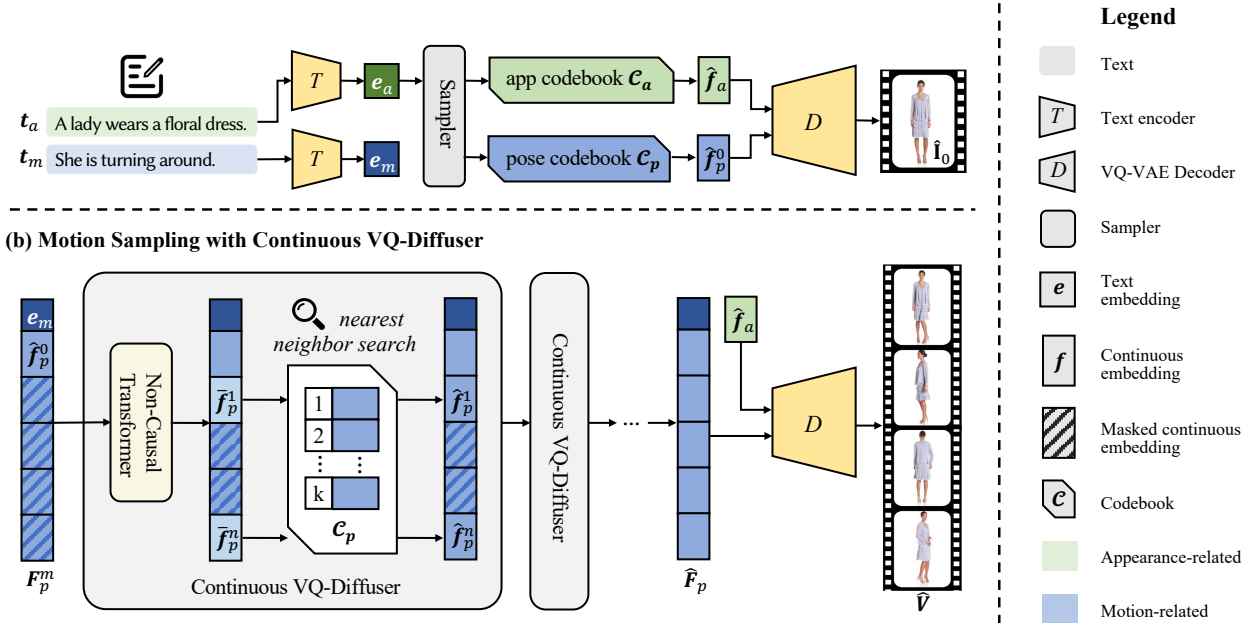 t_a A lady wears a floral dress.
T
e_a
Sampler
app codebook C_a
f̂_a
t_m She is turning around.
T
e_m
pose codebook C_p
f̂_p^0
D
Î_0
(b) Motion Sampling with Continuous VQ-Diffuser
e_m
f̂_p^0
F_p^m
Non-Causal
Transformer
f̄_p^1
f̄_p^n
nearest
neighbor search
1
2
⋮ ⋮
k
C_p
f̂_p^1
f̂_p^n
Continuous VQ-Diffuser
Continuous VQ-Diffuser
...
F̂_p
f̂_a
D
V̂
Legend
Text
T Text encoder
D VQ-VAE Decoder
Sampler
e Text
embedding
f Continuous
embedding
Masked continuous
embedding
C Codebook
Appearance-related
Motion-related